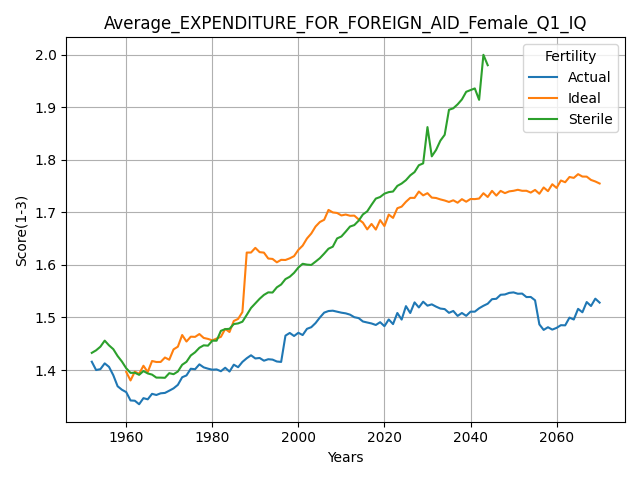 Average_EXPENDITURE_FOR_FOREIGN_AID_Female_Q1_IQ
Fertility
Actual
Ideal
Sterile
Score(1-3)
2.0
1.9
1.8
1.7
1.6
1.5
1.4
1960 1980 2000 2020 2040 2060
Years